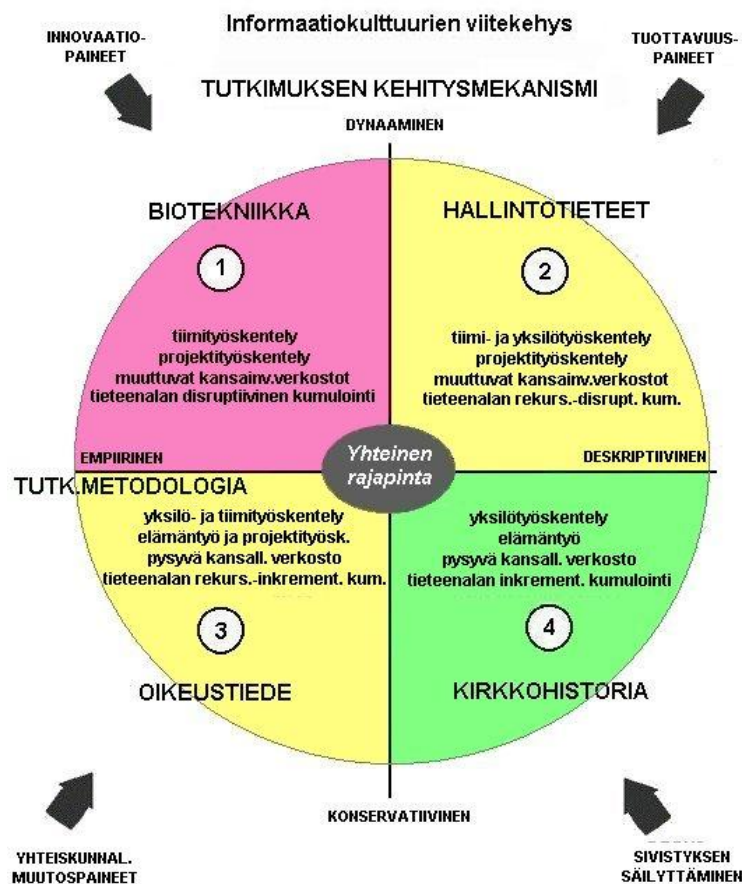 Informaatiokulttuurien viitekehys
INNOVAATIO-
PAINEET
TUOTTAVUUS-
PAINEET
TUTKIMUKSEN KEHITYSMEKANISMI
DYNAAMINEN
BIOTEKNIIKKA
1
tiimityöskentely
projektityöskentely
muuttuvat kansainv.verkostot
tieteenalan disruptiivinen kumulointi
HALLINTOTIETEET
2
tiimi- ja yksilötyöskentely
projektityöskentely
muuttuvat kansainv.verkostot
tieteenalan rekurs.-disrupt. kum.
EMPIIRINEN
Yhteinen
rajapinta
DESKRIPTIIVINEN
TUTK.METODOLOGIA
yksilö- ja tiimityöskentely
elämäntyö ja projektityösk.
pysyvä kansall. verkosto
tieteenalan rekurs.-inkrement. kum.
3
OIKEUSTIEDE
yksilötyöskentely
elämäntyö
pysyvä kansall. verkosto
tieteenalan inkrement. kumulointi
4
KIRKKOHISTORIA
KONSERVATIIVINEN
YHTEISKUNNAL.
MUUTOSPAINEET
SIVISTYKSEN
SÄILYTTÄMINEN